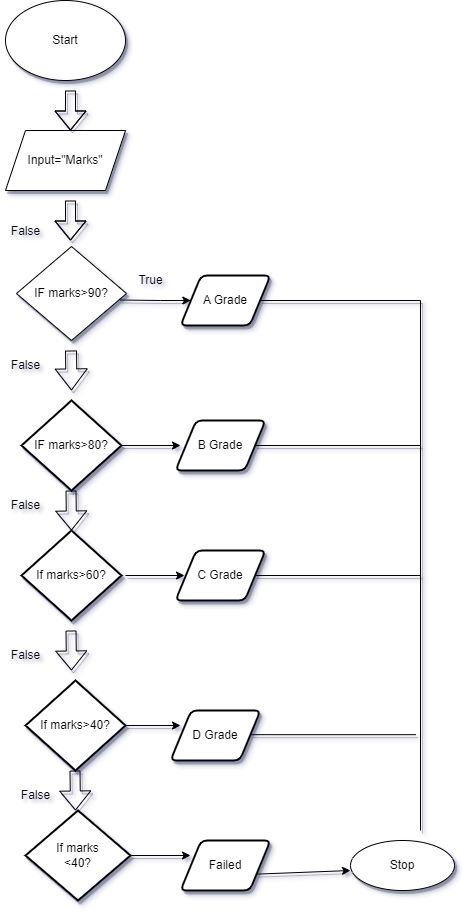 Start
Input="Marks"
False
IF marks>90?
True
A Grade
False
IF marks>80?
B Grade
False
If marks>60?
C Grade
False
If marks>40?
D Grade
False
If marks
<40?
Failed
Stop